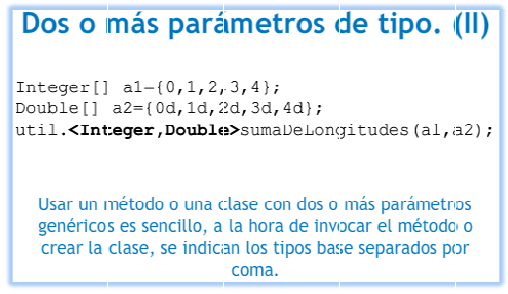 Dos o más parámetros de tipo. (II)
Integer[] a1={0,1,2,3,4};
Double[] a2={0d,1d,2d,3d,4d};
util.<Integer,Double>sumaDeLongitudes(a1,a2);
Usar un método o una clase con dos o más parámetros
genéricos es sencillo, a la hora de invocar el método o
crear la clase, se indican los tipos base separados por
coma.